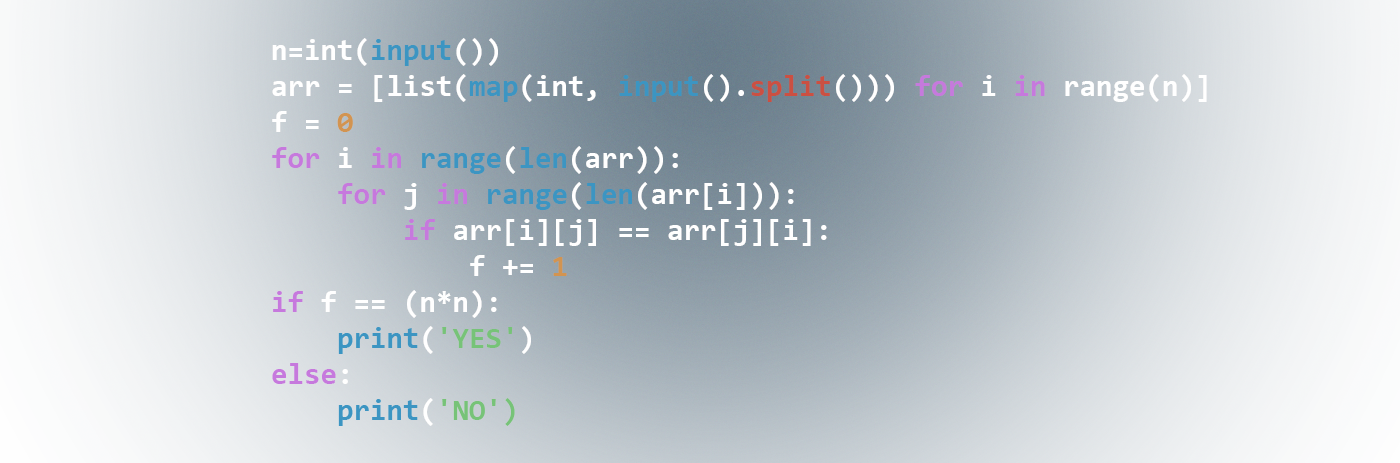 n=int(input())
arr = [list(map(int, input().split())) for i in range(n)]
f = 0
for i in range(len(arr)):
    for j in range(len(arr[i])):
        if arr[i][j] == arr[j][i]:
            f += 1
if f == (n*n):
    print('YES')
else:
    print('NO')